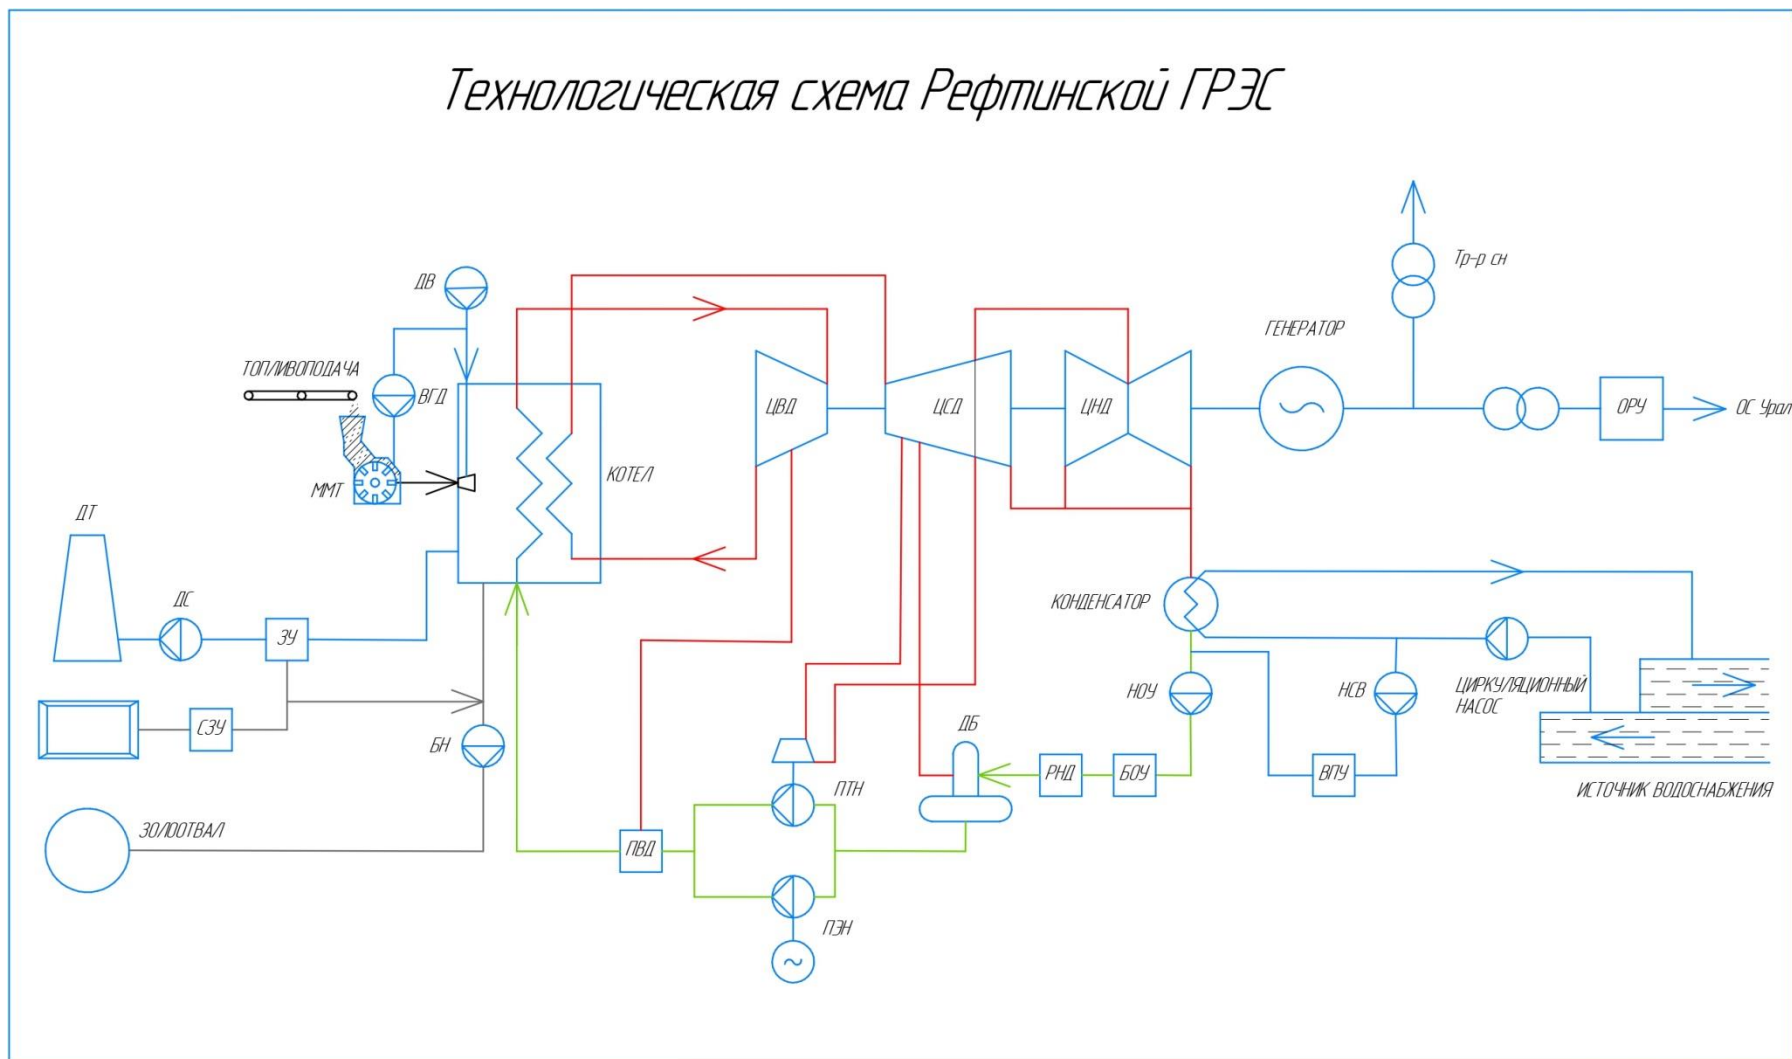 Технологическая схема Рефтинской ГРЭС
Тр-р сн
ДВ
ГЕНЕРАТОР
ТОПЛИВОПОДАЧА
ВГД
ЦВД
ЦСД
ЦНД
ОРУ
ОС Урал
КОТЕЛ
ММТ
ДТ
ДС
ЗУ
КОНДЕНСАТОР
НОУ
НСВ
ЦИРКУЛЯЦИОННЫЙ
НАСОС
СЗУ
БН
ДБ
РНД
БОУ
ВПУ
ИСТОЧНИК ВОДОСНАБЖЕНИЯ
ПТН
ЗОЛООТВАЛ
ПВД
ПЭН